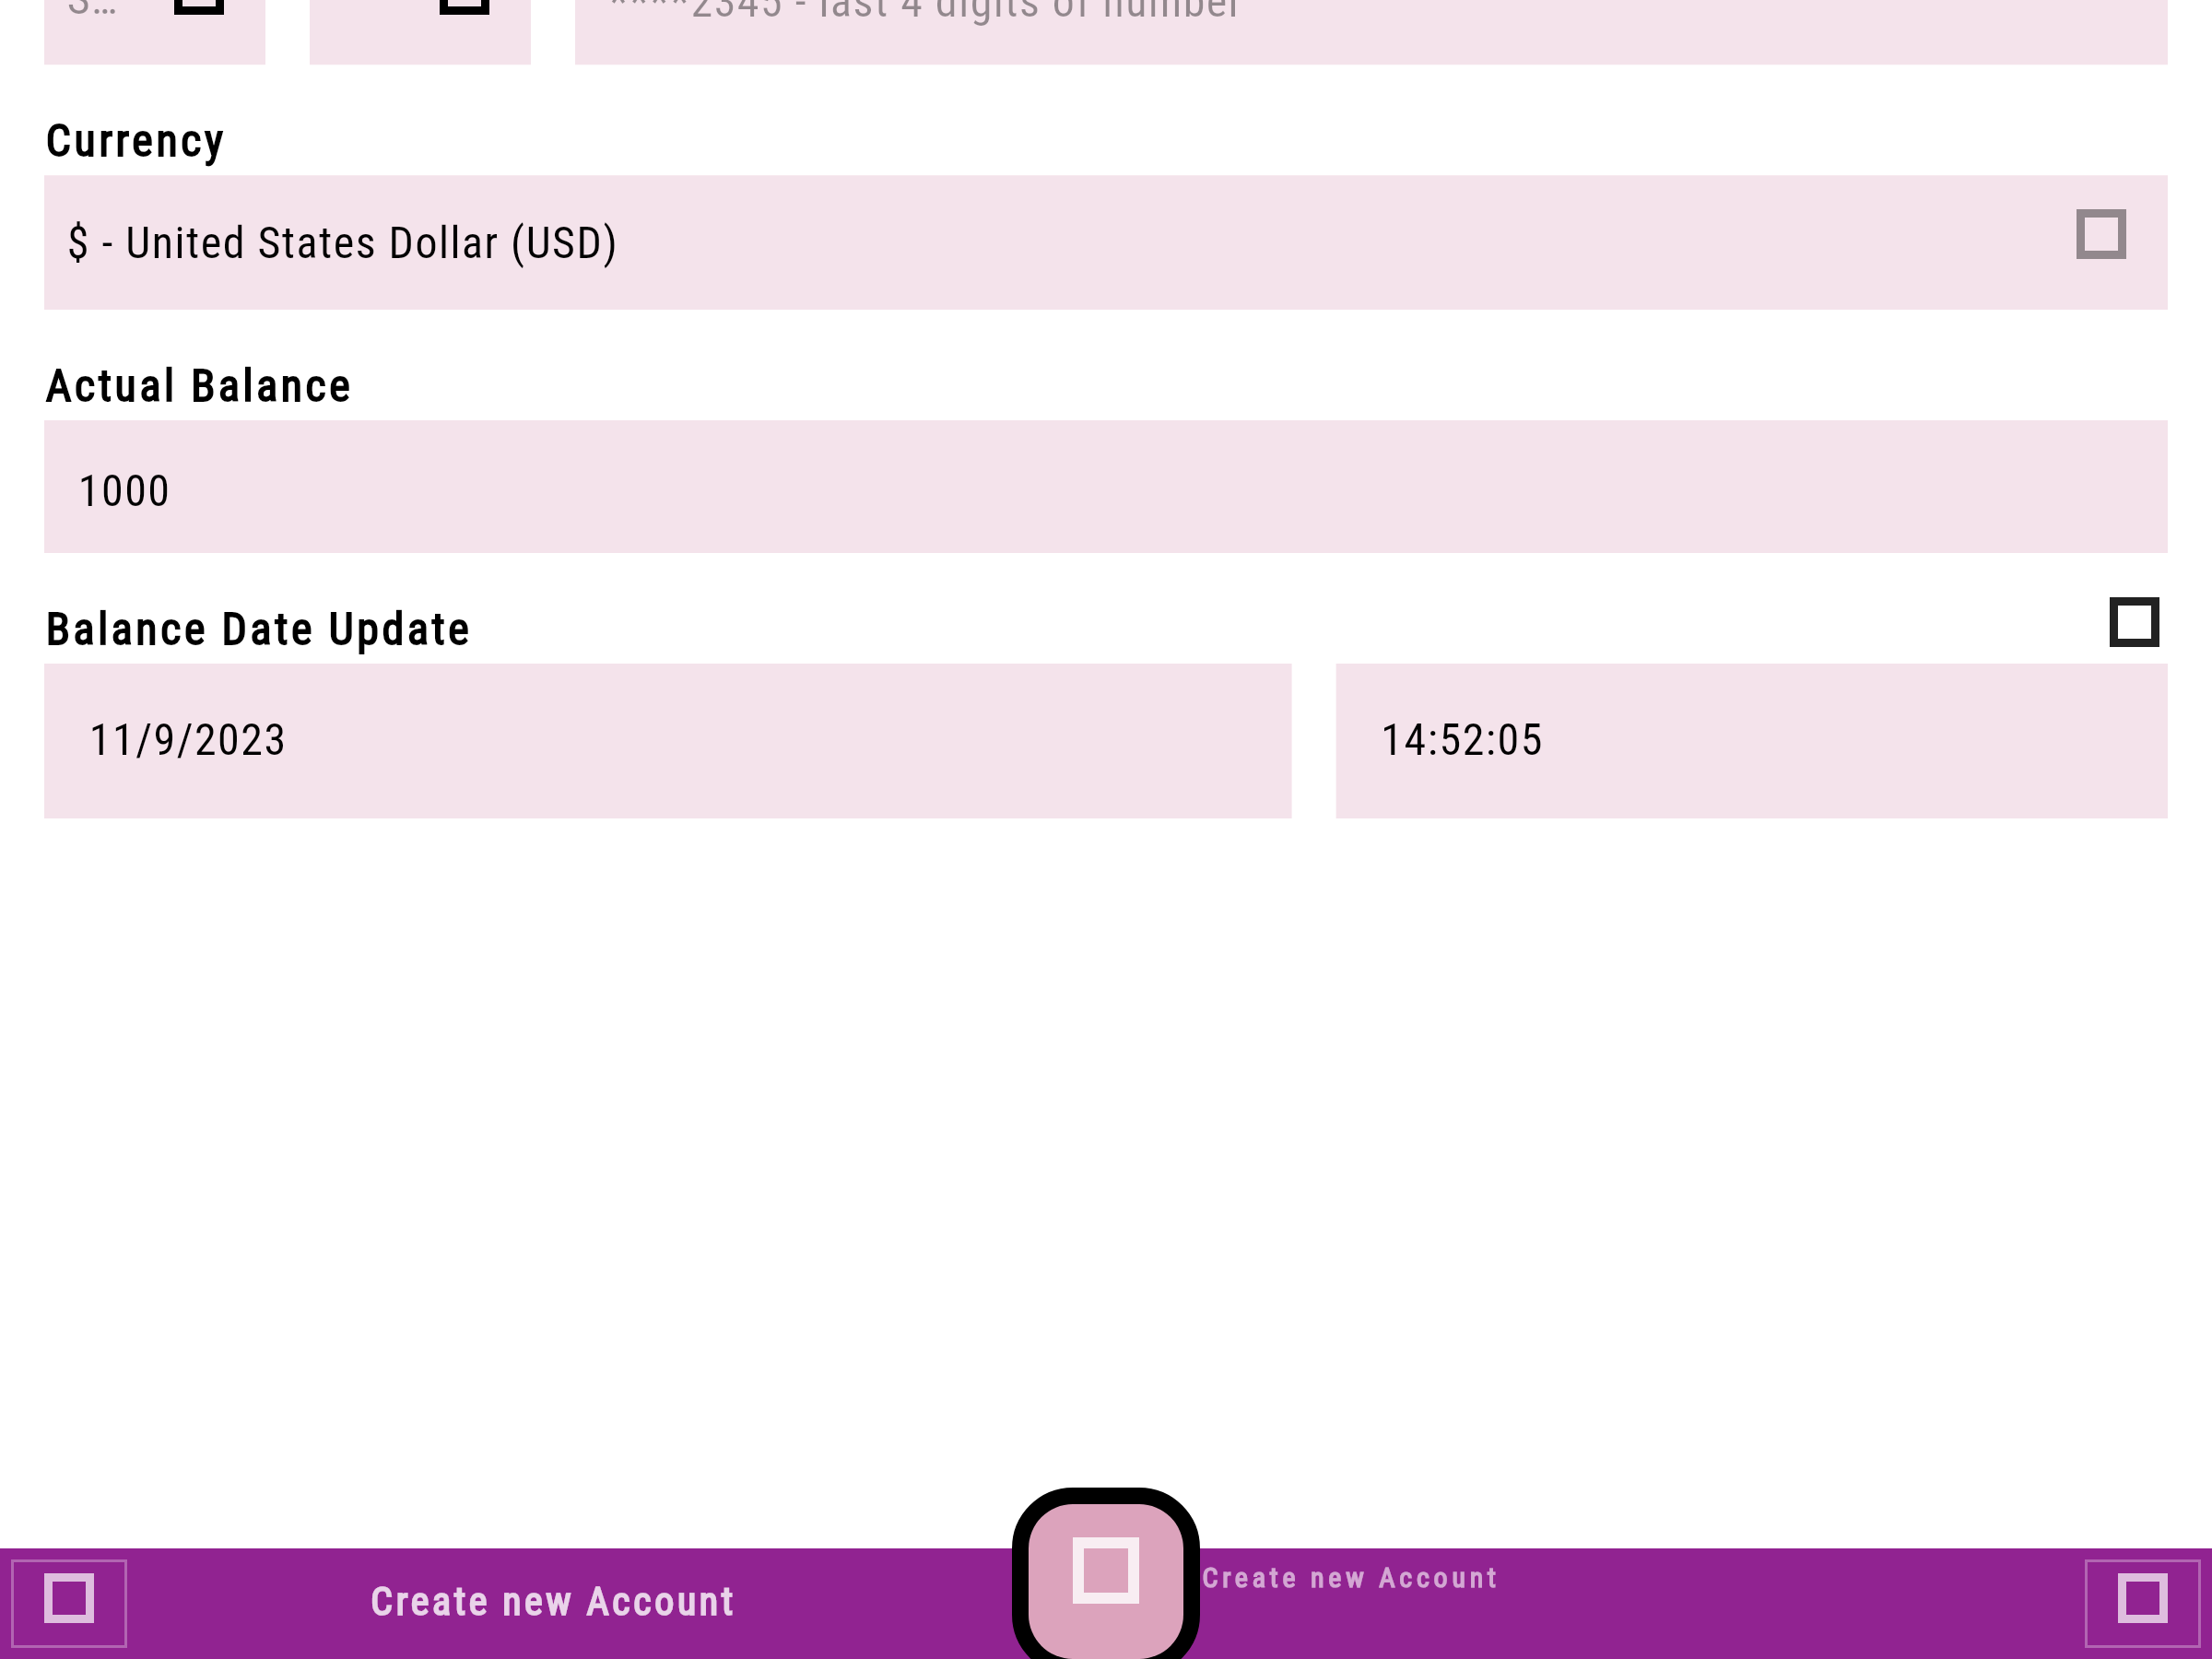 S…
****2345 - last 4 digits of number
Currency
$ - United States Dollar (USD)
Actual Balance
1000
Balance Date Update
11/9/2023
14:52:05
Create new Account
Create new Account